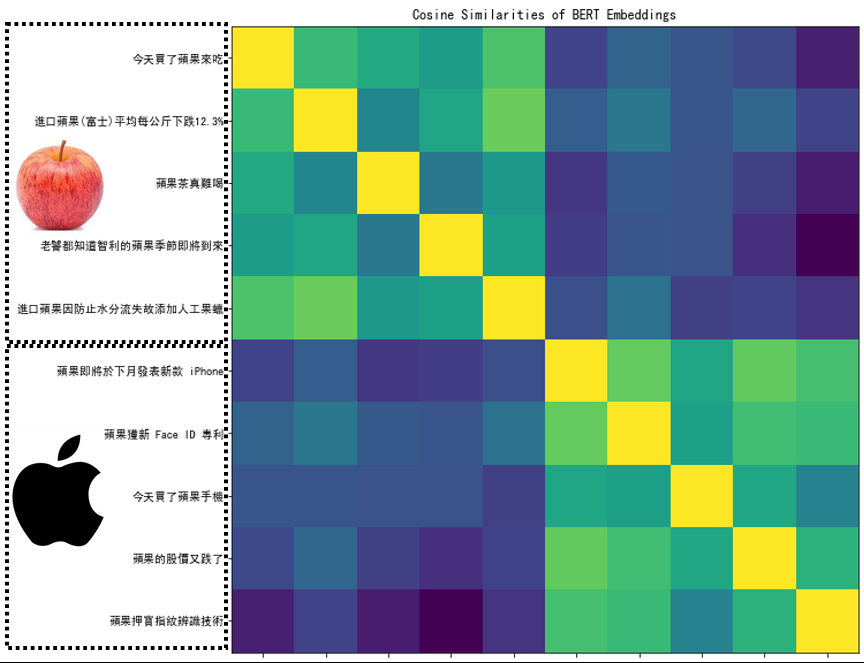 Cosine Similarities of BERT Embeddings
今天買了蘋果來吃
進口蘋果(富士)平均每公斤下跌12.3%
蘋果茶真難喝
老饕都知道智利的蘋果季節即將到來
進口蘋果因防止水分流失故添加人工果蠟
蘋果即將於下月發表新款 iPhone
蘋果獲新 Face ID 專利
今天買了蘋果手機
蘋果的股價又跌了
蘋果押寶指紋辨識技術